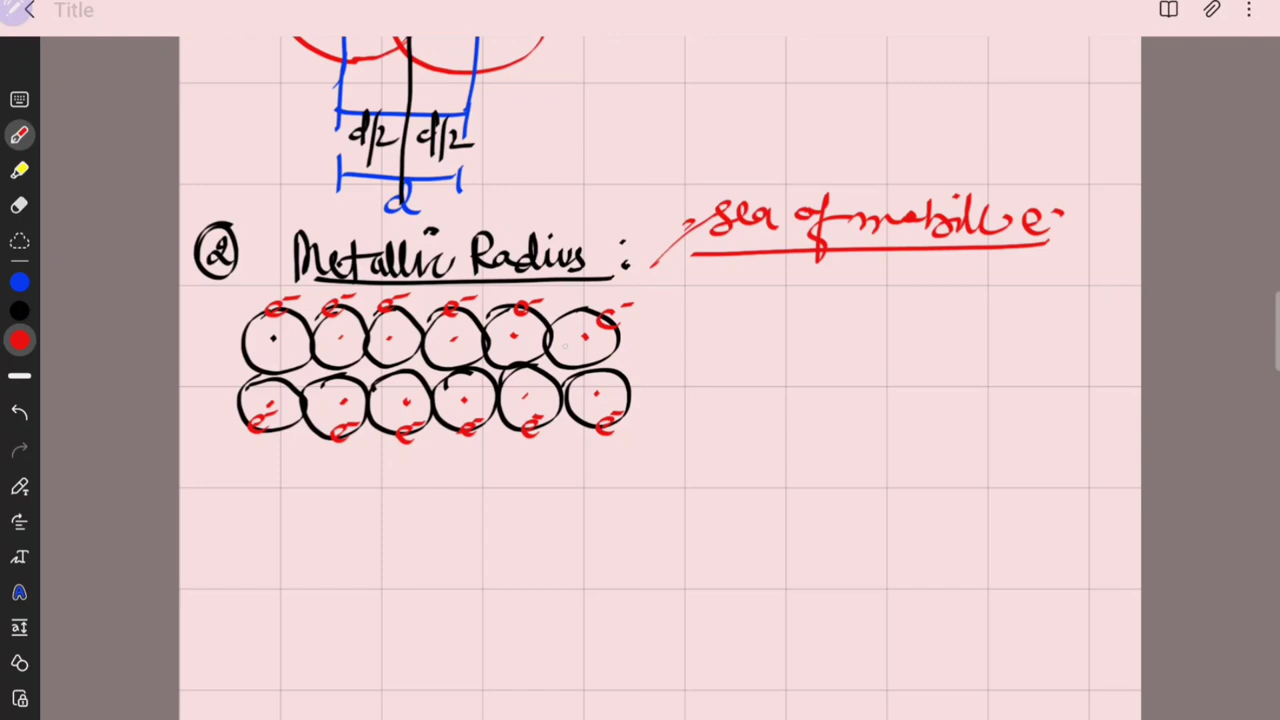 Title
d/2 d/2
d
sea of mobile e-
② Metallic Radius :
e- e- e- e- e- e-
e- e- e- e- e- e-